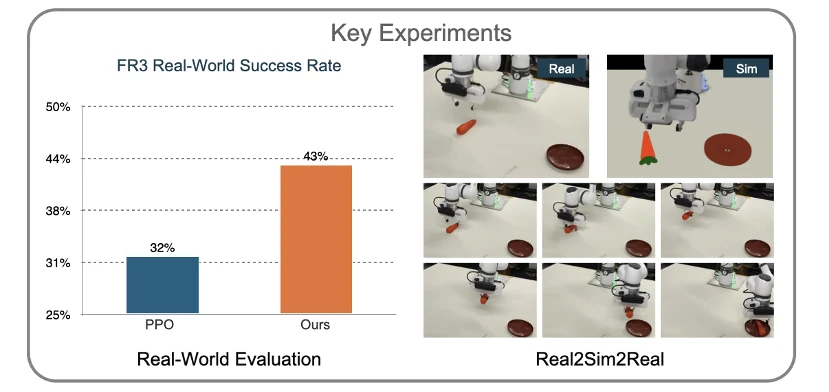 Key Experiments
FR3 Real-World Success Rate
50%
44%
38%
31%
25%
32%
43%
PPO
Ours
Real-World Evaluation
Real
Sim
Real2Sim2Real